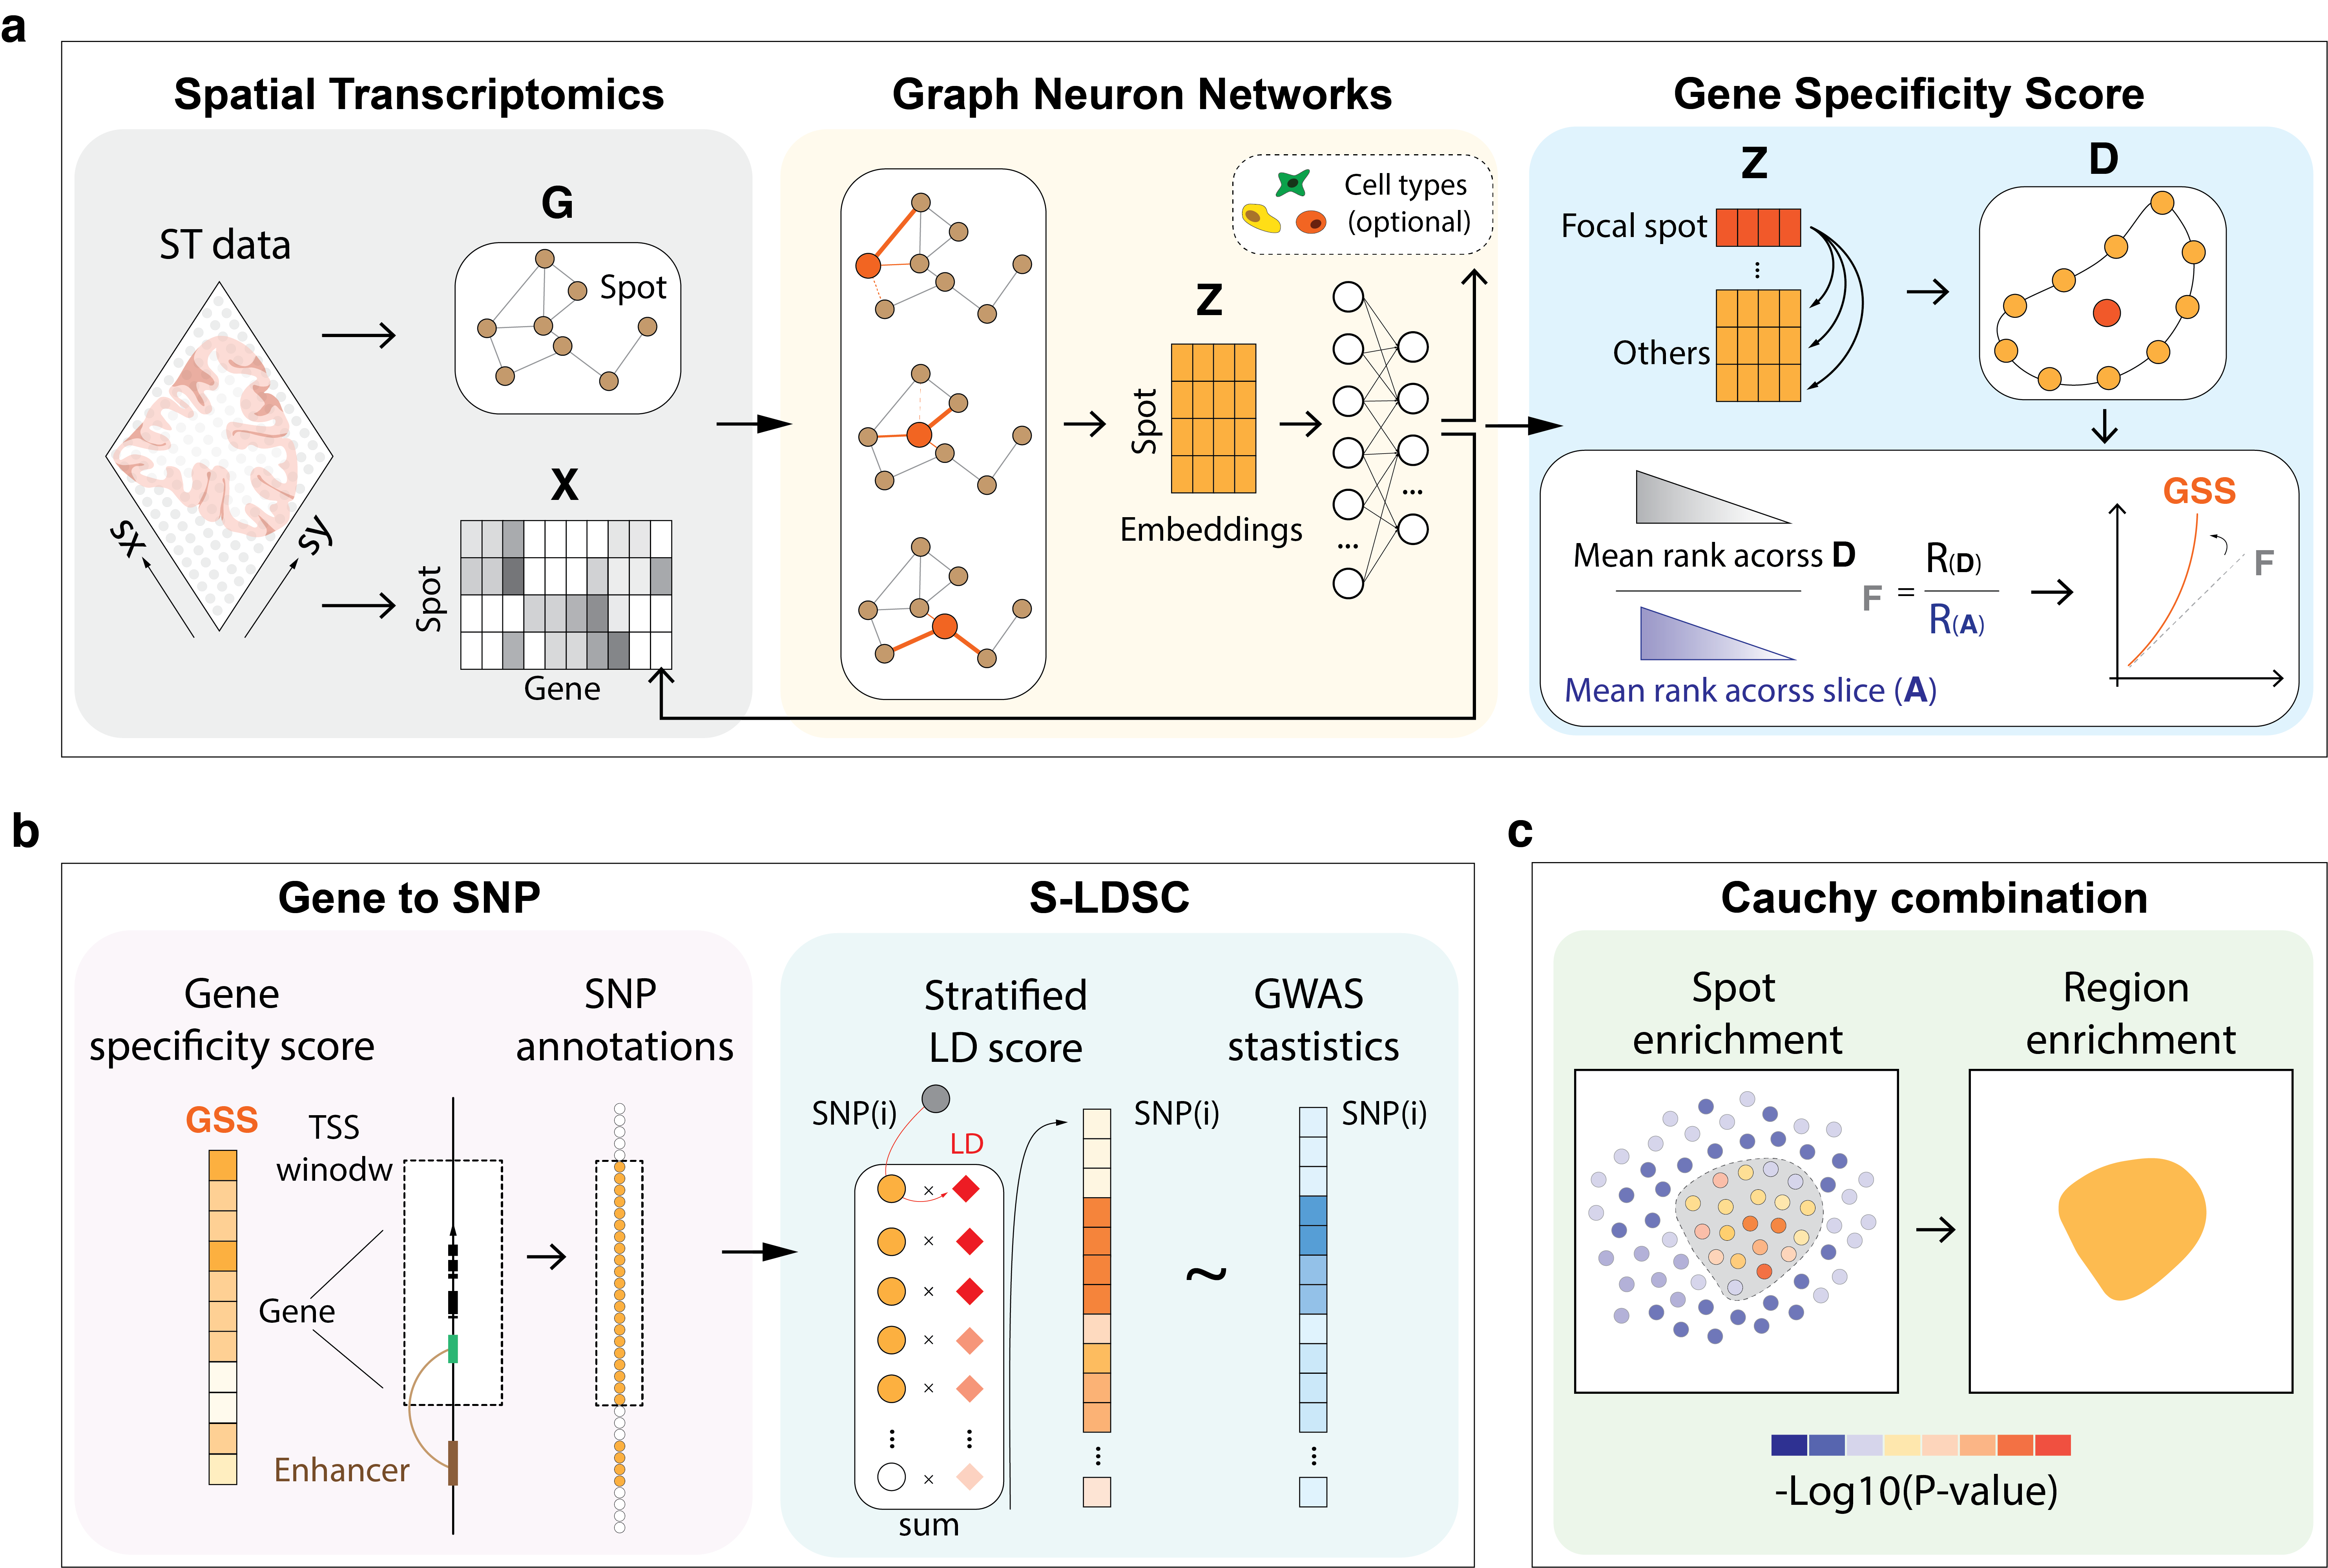 a
Spatial Transcriptomics
ST data
sx
sy
G
Spot
X
Spot
Gene
Graph Neuron Networks
Cell types
(optional)
Z
Spot
Embeddings
...
...
Gene Specificity Score
Z
D
Focal spot
...
Others
Mean rank acorss D
Mean rank acorss slice (A)
F = R(D)
R(A)
GSS
F
b
Gene to SNP
Gene
specificity score
SNP
annotations
GSS
TSS
winodw
Gene
Enhancer
S-LDSC
Stratified
LD score
GWAS
stastistics
SNP(i)
LD
SNP(i)
SNP(i)
×
×
×
×
×
×
~
sum
c
Cauchy combination
Spot
enrichment
Region
enrichment
-Log10(P-value)